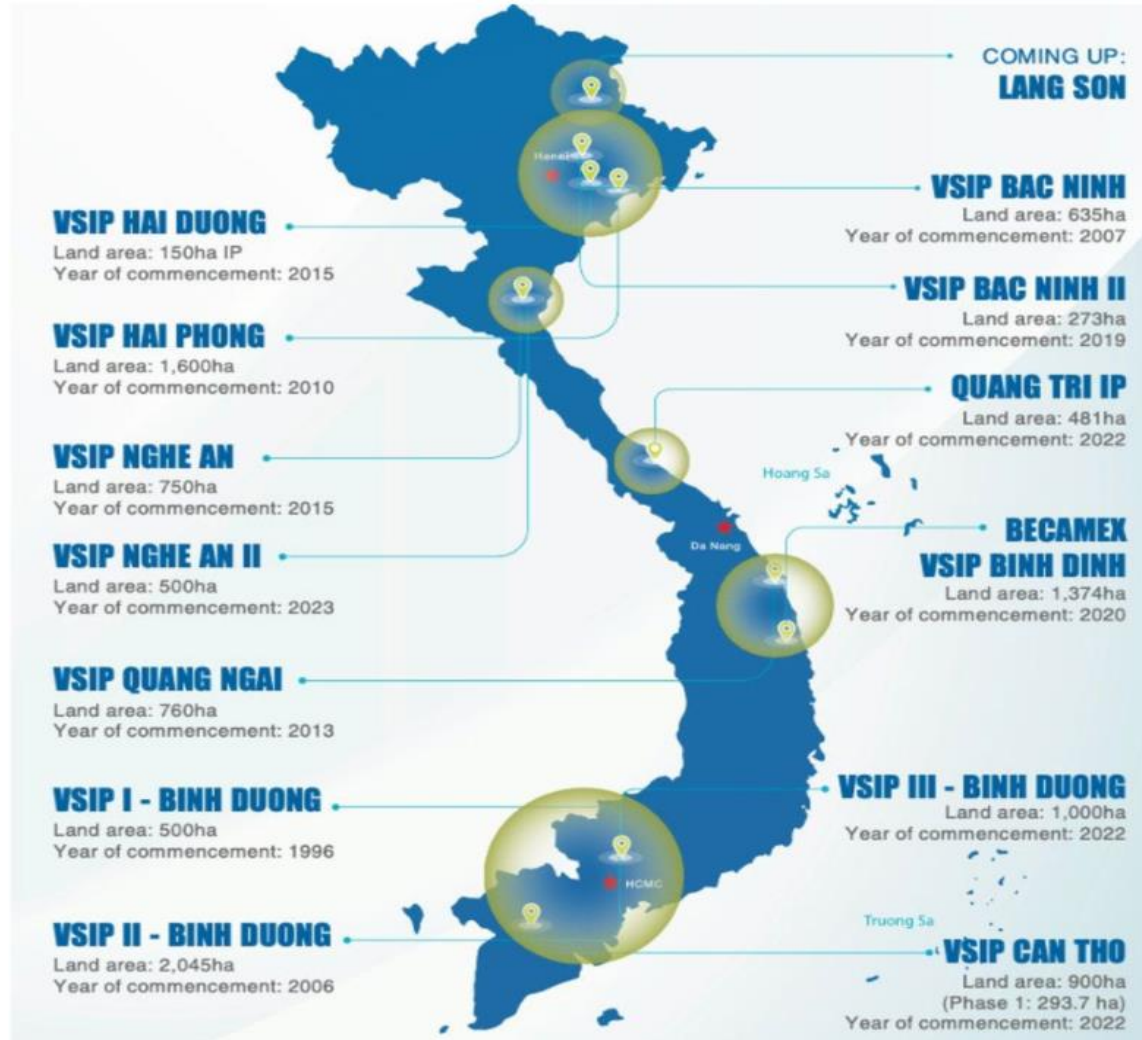 COMING UP:
LANG SON
Hanoi
VSIP BAC NINH
Land area: 635ha
Year of commencement: 2007
VSIP HAI DUONG
Land area: 150ha IP
Year of commencement: 2015
VSIP BAC NINH II
Land area: 273ha
Year of commencement: 2019
VSIP HAI PHONG
Land area: 1,600ha
Year of commencement: 2010
QUANG TRI IP
Land area: 481ha
Year of commencement: 2022
VSIP NGHE AN
Land area: 750ha
Year of commencement: 2015
Hoang Sa
VSIP NGHE AN II
Land area: 500ha
Year of commencement: 2023
Da Nang
BECAMEX
VSIP BINH DINH
Land area: 1,374ha
Year of commencement: 2020
VSIP QUANG NGAI
Land area: 760ha
Year of commencement: 2013
VSIP I - BINH DUONG
Land area: 500ha
Year of commencement: 1996
VSIP III - BINH DUONG
Land area: 1,000ha
Year of commencement: 2022
HCMC
Truong Sa
VSIP II - BINH DUONG
Land area: 2,045ha
Year of commencement: 2006
VSIP CAN THO
Land area: 900ha
(Phase 1: 293.7 ha)
Year of commencement: 2022